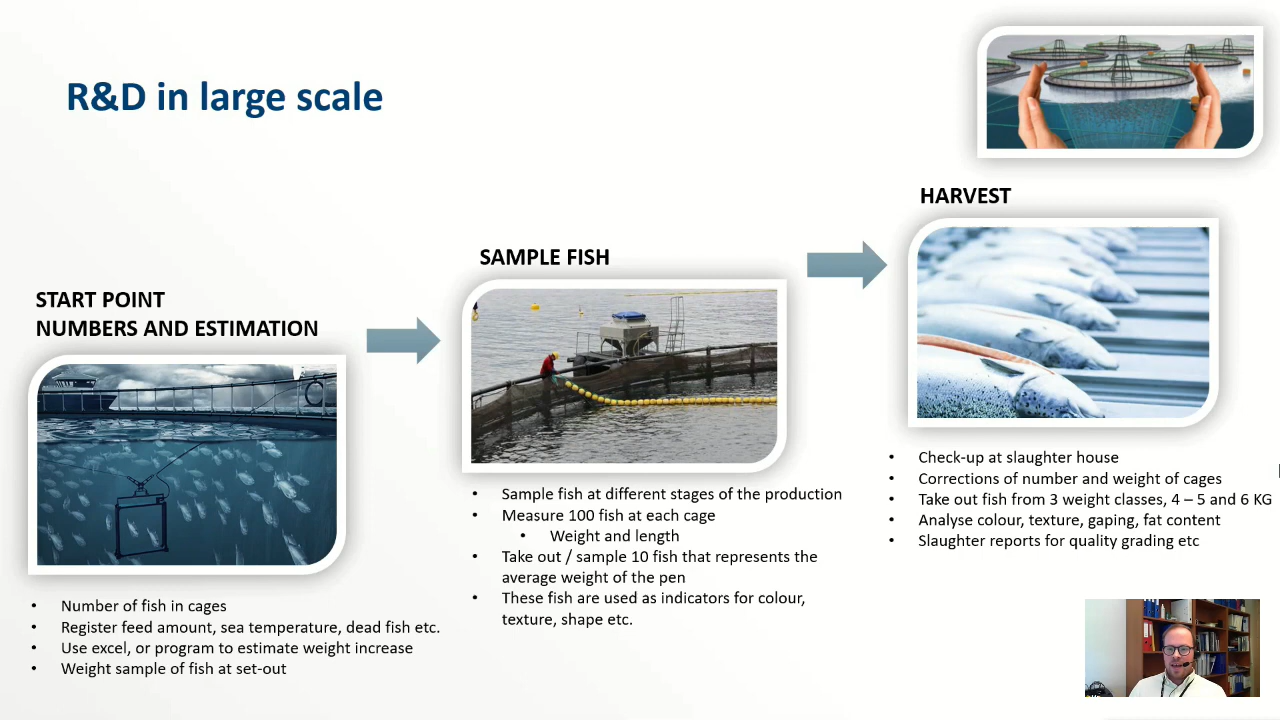 R&D in large scale
START POINT
NUMBERS AND ESTIMATION
• Number of fish in cages
• Register feed amount, sea temperature, dead fish etc.
• Use excel, or program to estimate weight increase
• Weight sample of fish at set-out
SAMPLE FISH
• Sample fish at different stages of the production
• Measure 100 fish at each cage
• Weight and length
• Take out / sample 10 fish that represents the
average weight of the pen
• These fish are used as indicators for colour,
texture, shape etc.
HARVEST
• Check-up at slaughter house
• Corrections of number and weight of cages
• Take out fish from 3 weight classes, 4 – 5 and 6 KG
• Analyse colour, texture, gaping, fat content
• Slaughter reports for quality grading etc